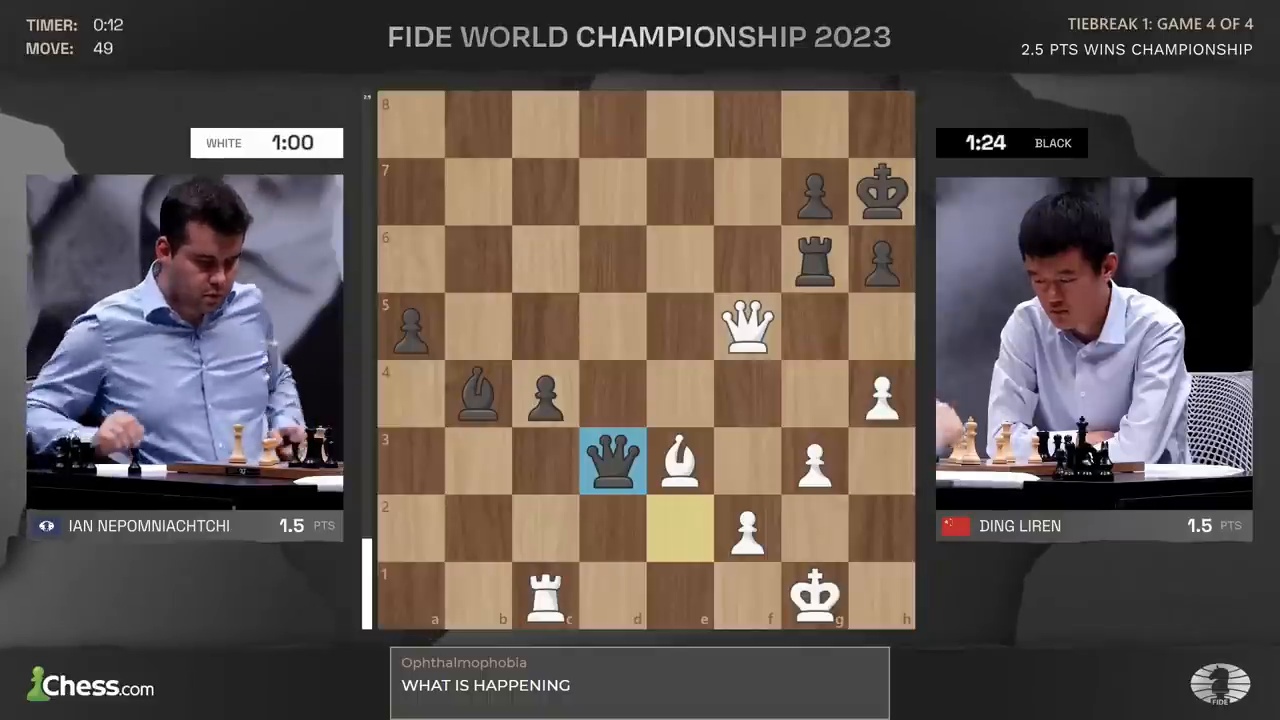 TIMER: 0:12
MOVE: 49
FIDE WORLD CHAMPIONSHIP 2023
TIEBREAK 1: GAME 4 OF 4
2.5 PTS WINS CHAMPIONSHIP
WHITE 1:00
1:24 BLACK
8
7
6
5
4
3
2
1
a b c d e f g h
IAN NEPOMNIACHTCHI 1.5 PTS
DING LIREN 1.5 PTS
Ophthalmophobia
WHAT IS HAPPENING
Chess.com
FIDE